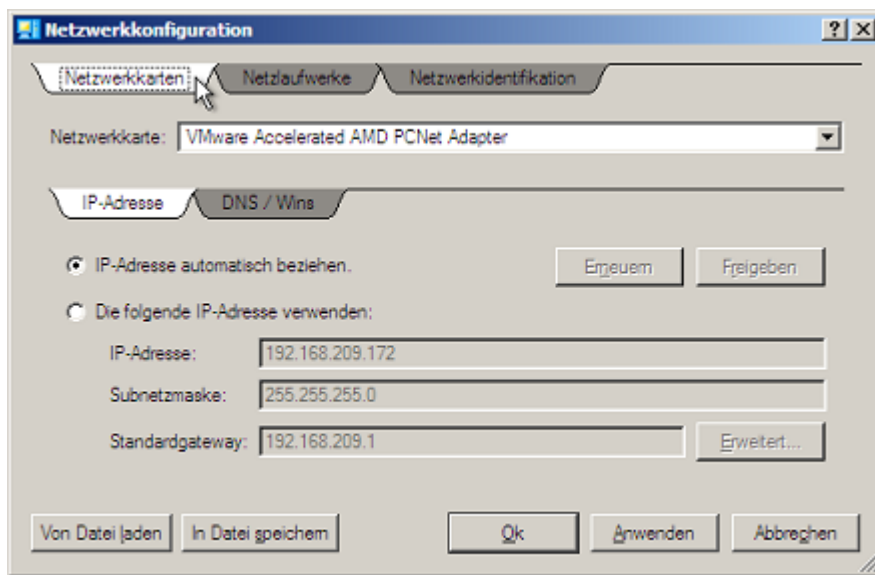 Netzwerkkonfiguration
Netzwerkkarten Netzlaufwerke Netzwerkidentifikation
Netzwerkkarte: VMware Accelerated AMD PCNet Adapter
IP-Adresse DNS / Wins
IP-Adresse automatisch beziehen. Erneuern Freigeben
Die folgende IP-Adresse verwenden:
IP-Adresse: 192.168.209.172
Subnetzmaske: 255.255.255.0
Standardgateway: 192.168.209.1 Erweitert...
Von Datei laden In Datei speichern Ok Anwenden Abbrechen